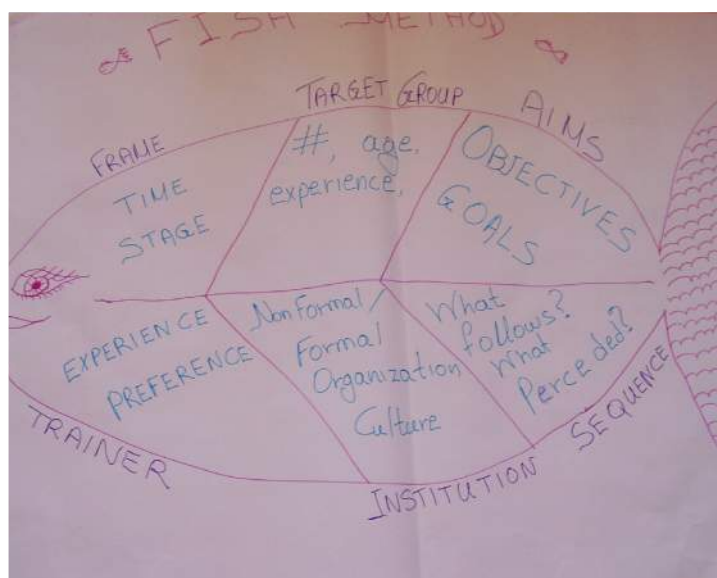 FISH METHOD
FRAME
TIME
STAGE
TARGET GROUP
#, age,
experience,
AIMS
OBJECTIVES
GOALS
EXPERIENCE
PREFERENCE
TRAINER
Non Formal/
Formal
Organization
Culture
INSTITUTION
What
follows?
What
Perceded?
SEQUENCE